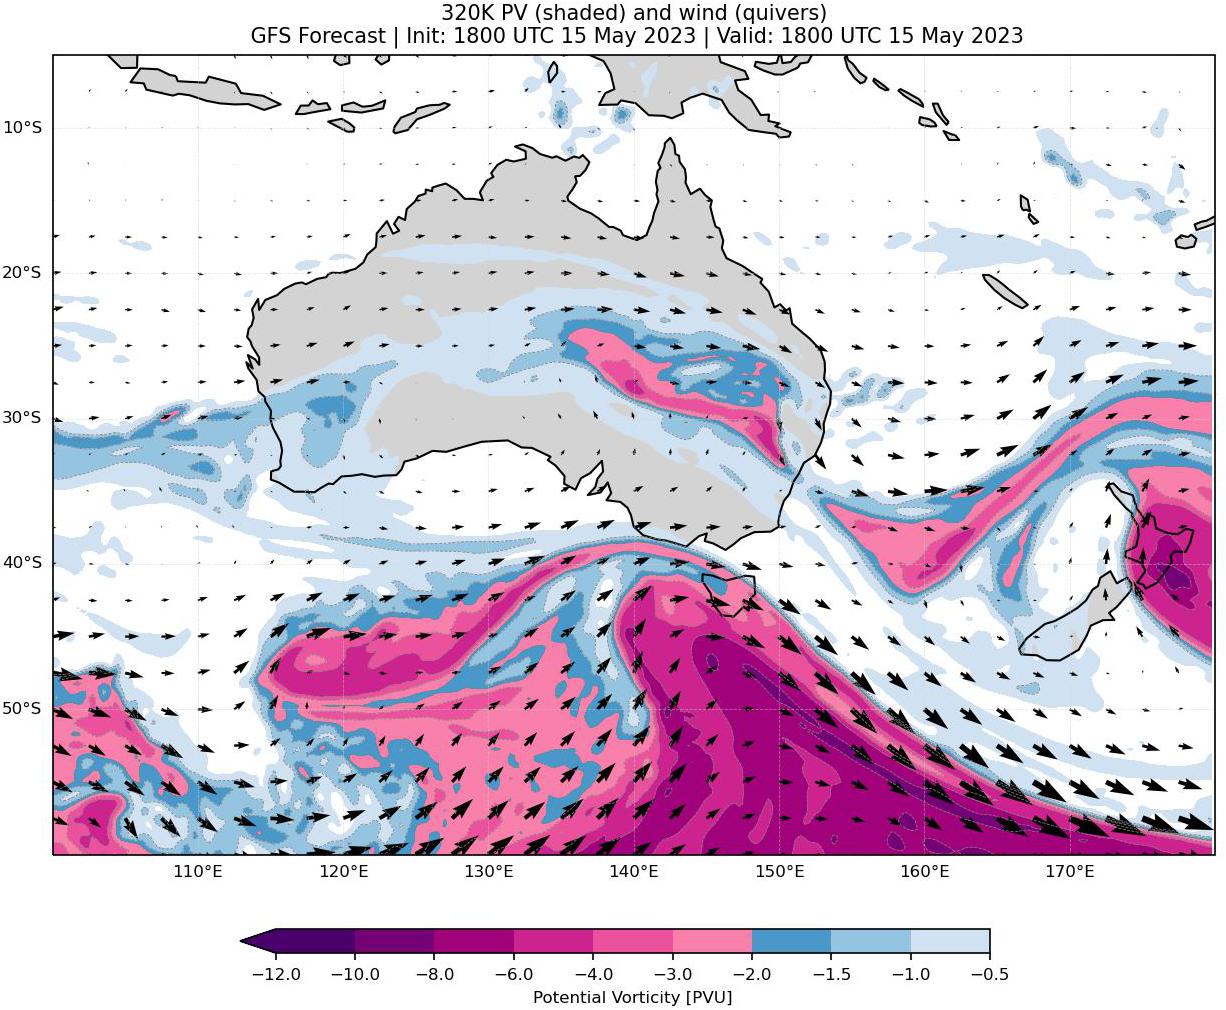 320K PV (shaded) and wind (quivers)
GFS Forecast | Init: 1800 UTC 15 May 2023 | Valid: 1800 UTC 15 May 2023
10°S
20°S
30°S
40°S
50°S
110°E 120°E 130°E 140°E 150°E 160°E 170°E
−12.0 −10.0 −8.0 −6.0 −4.0 −3.0 −2.0 −1.5 −1.0 −0.5
Potential Vorticity [PVU]